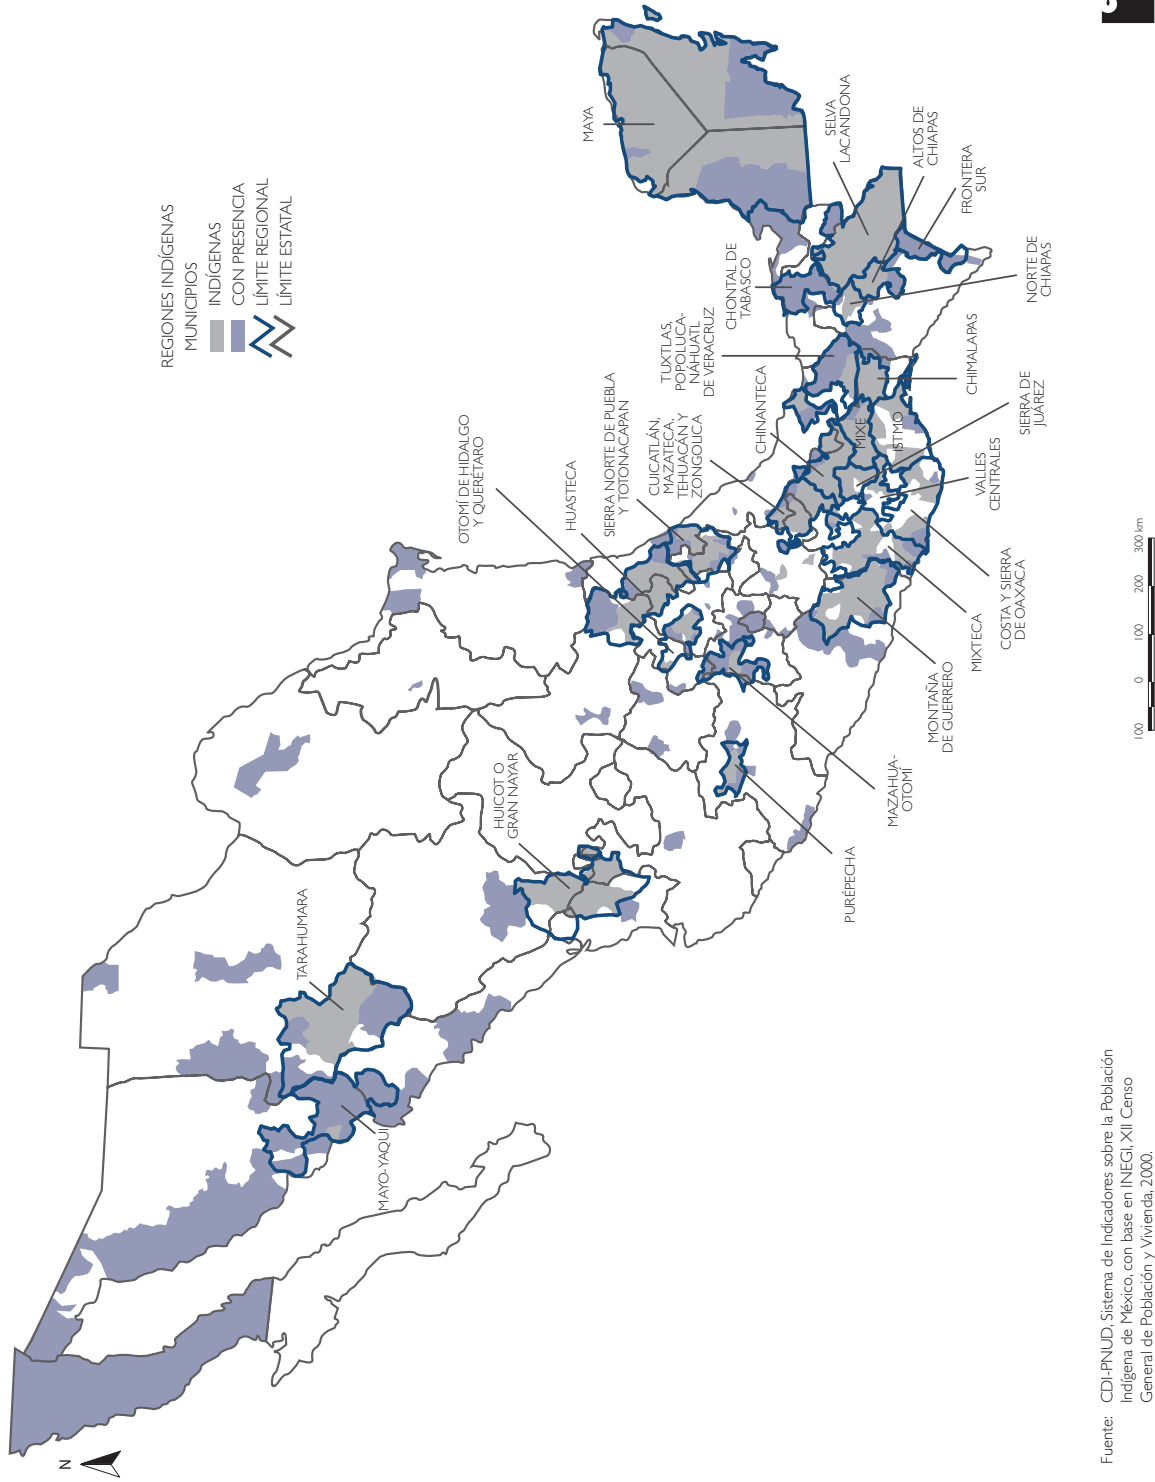 REGIONES INDÍGENAS
MUNICIPIOS
INDÍGENAS
CON PRESENCIA
LÍMITE REGIONAL
LÍMITE ESTATAL
N
MAYO-YAQUI
TARAHUMARA
HUICOT O
GRAN NAYAR
PURÉPECHA
MAZAHUA-
OTOMÍ
OTOMÍ DE HIDALGO
Y QUERÉTARO
HUASTECA
SIERRA NORTE DE PUEBLA
Y TOTONACAPAN
CUICATLÁN,
MAZATECA,
TEHUACÁN Y
ZONGOLICA
CHINANTECA
TUXTLAS,
POPOLUCA-
NÁHUATL
DE VERACRUZ
CHONTAL DE
TABASCO
MAYA
SELVA
LACANDONA
ALTOS DE
CHIAPAS
FRONTERA
SUR
NORTE DE
CHIAPAS
CHIMALAPAS
MIXE
ISTMO
SIERRA DE
JUÁREZ
VALLES
CENTRALES
COSTA Y SIERRA
DE OAXACA
MIXTECA
MONTAÑA
DE GUERRERO
100 0 100 200 300 km
Fuente: CDI-PNUD, Sistema de Indicadores sobre la Población
Indígena de México, con base en INEGI, XII Censo
General de Población y Vivienda, 2000.